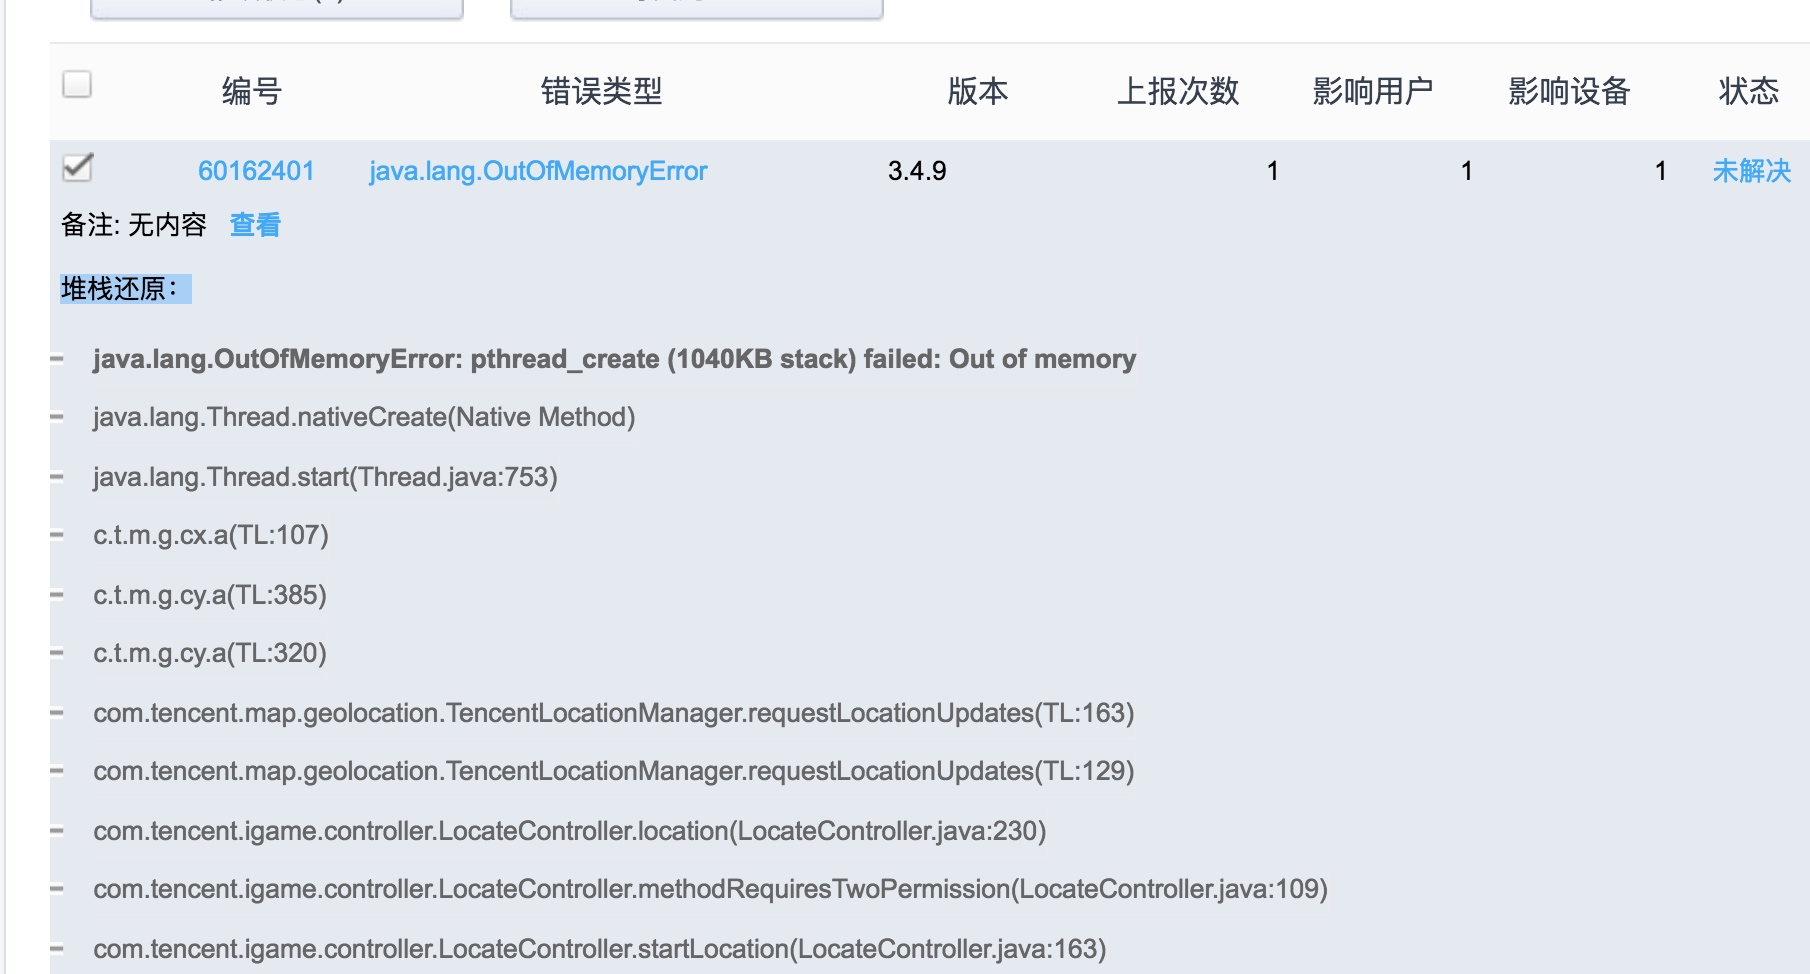 编号 错误类型 版本 上报次数 影响用户 影响设备 状态
60162401 java.lang.OutOfMemoryError 3.4.9 1 1 1 未解决
备注: 无内容 查看
堆栈还原：
java.lang.OutOfMemoryError: pthread_create (1040KB stack) failed: Out of memory
java.lang.Thread.nativeCreate(Native Method)
java.lang.Thread.start(Thread.java:753)
c.t.m.g.cx.a(TL:107)
c.t.m.g.cy.a(TL:385)
c.t.m.g.cy.a(TL:320)
com.tencent.map.geolocation.TencentLocationManager.requestLocationUpdates(TL:163)
com.tencent.map.geolocation.TencentLocationManager.requestLocationUpdates(TL:129)
com.tencent.igame.controller.LocateController.location(LocateController.java:230)
com.tencent.igame.controller.LocateController.methodRequiresTwoPermission(LocateController.java:109)
com.tencent.igame.controller.LocateController.startLocation(LocateController.java:163)